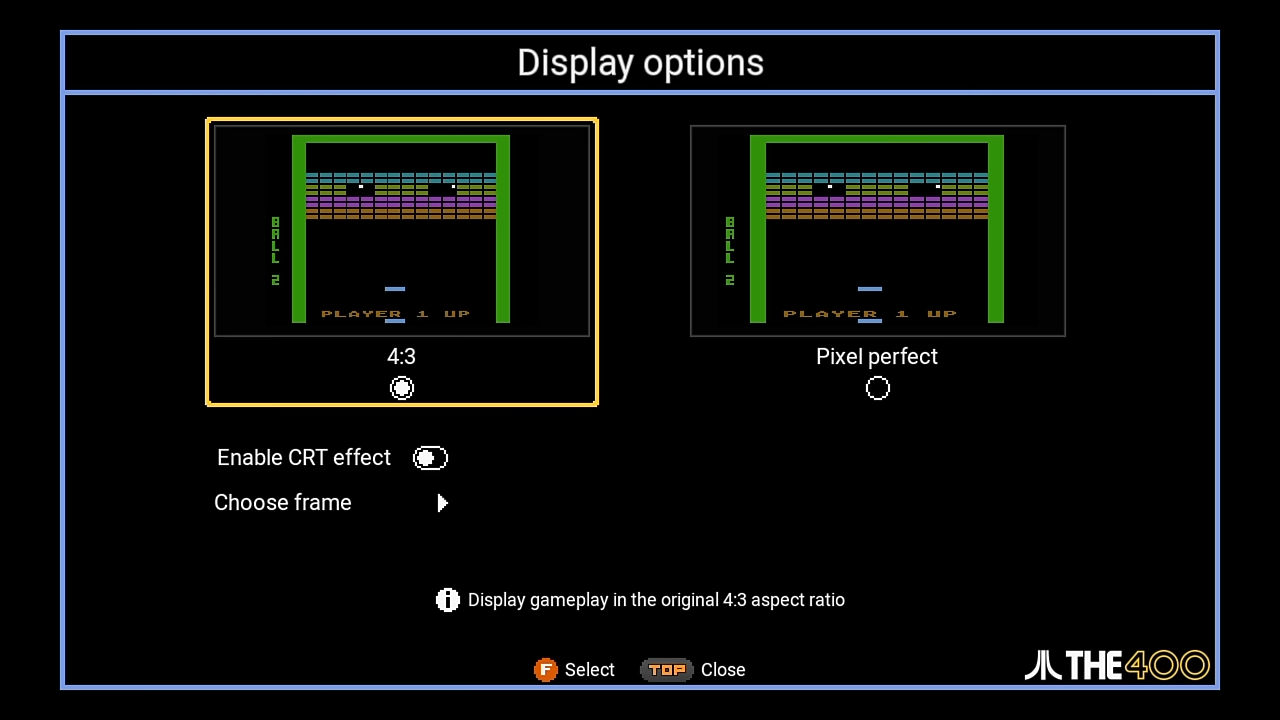 Display options
BALL 2
PLAYER 1 UP
BALL 2
PLAYER 1 UP
4:3
Pixel perfect
Enable CRT effect
Choose frame
i Display gameplay in the original 4:3 aspect ratio
F Select TOP Close
THE400